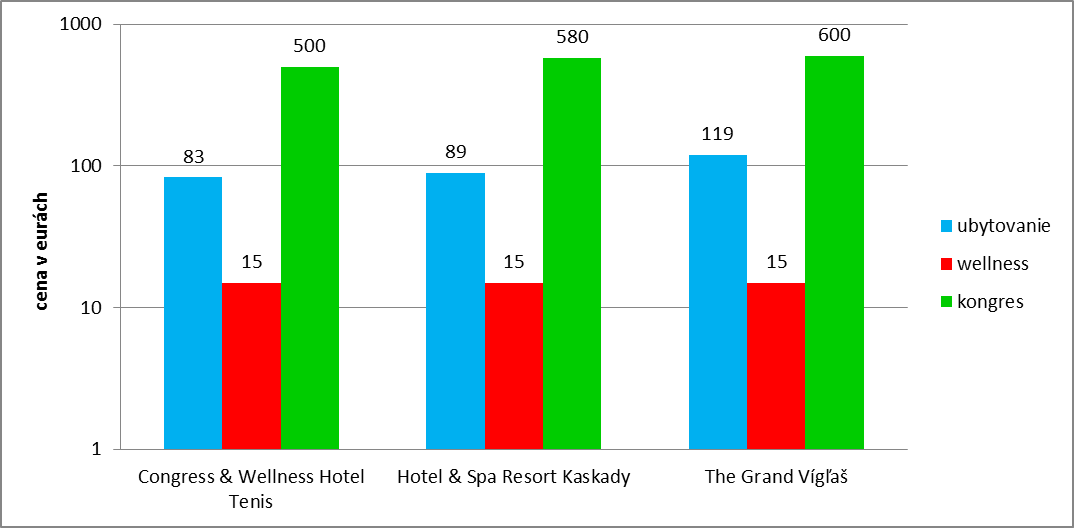 1000
100
10
1
cena v eurách
83
15
500
89
15
580
119
15
600
Congress & Wellness Hotel
Tenis
Hotel & Spa Resort Kaskady
The Grand Vígľaš
ubytovanie
wellness
kongres